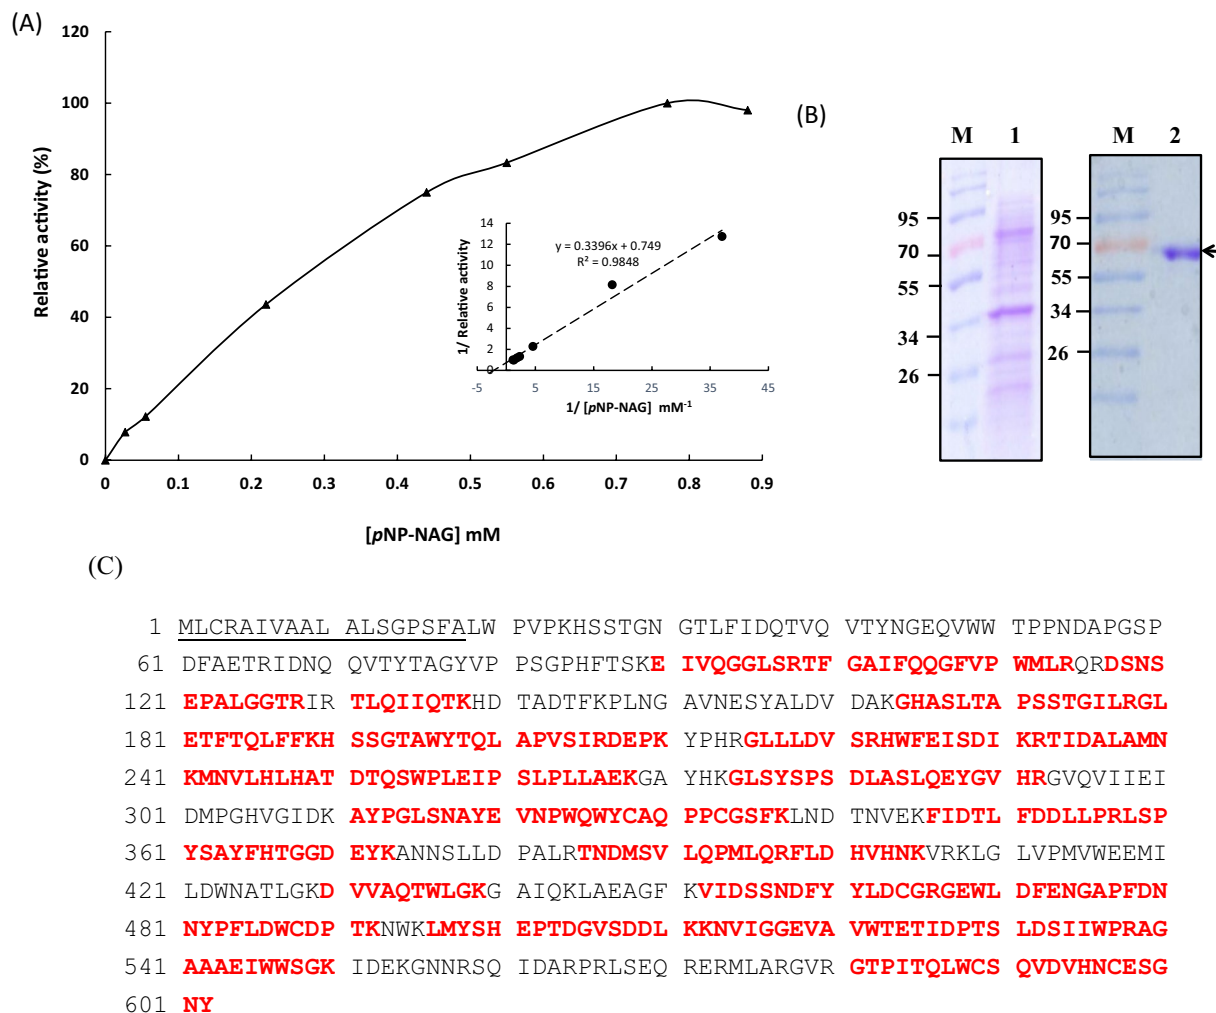 (A)
120
100
80
60
40
20
0
Relative activity (%)
0 0.1 0.2 0.3 0.4 0.5 0.6 0.7 0.8 0.9
[pNP-NAG] mM
14
12
10
8
6
4
2
0
1/ Relative activity
y = 0.3396x + 0.749
R² = 0.9848
-5 5 15 25 35 45
1/ [pNP-NAG] mM-1
(B)
M 1
95
70
55
34
26
M 2
95
70
55
34
26
(C)
1 MLCRAIVAAL ALSGPSFALW PVPKHSSTGN GTLFIDQTVQ VTYNGEQVWW TPPNDAPGSP
61 DFAETRIDNQ QVTYTAGYVP PSGPHFTSKE IVQGGLSRTF GAIFQQGFVP WMLRQRDSNS
121 EPALGGTRIR TLQIIQTKHD TADTFKPLNG AVNESYALDV DAKGHASLTA PSSTGILRGL
181 ETFTQLFFKH SSGTAWYTQL APVSIRDEPK YPHRGLLLDV SRHWFEISDI KRTIDALAMN
241 KMNVLHLHAT DTQSWPLEIP SLPLLAEKGA YHKGLSYSPS DLASLQEYGV HRGVQVIIEI
301 DMPGHVGIDK AYPGLSNAYE VNPWQWYCAQ PPCGSFKLND TNVEKFIDTL FDDLLPRLSP
361 YSAYFHTGGD EYKANNSLLD PALRTNDMSV LQPMLQRFLD HVHNKVRKLG LVPMVWEEMI
421 LDWNATLGKD VVAQTWLGKG AIQKLAEAGF KVIDSSNDFY YLDCGRGEWL DFENGAPFDN
481 NYPFLDWCDP TKNWKLMYSH EPTDGVSDDL KKNVIGGEVA VWTETIDPTS LDSIIWPRAG
541 AAAEIWWSGK IDEKGNNRSQ IDARPRLSEQ RERMLARGVR GTPITQLWCS QVDVHNCESG
601 NY